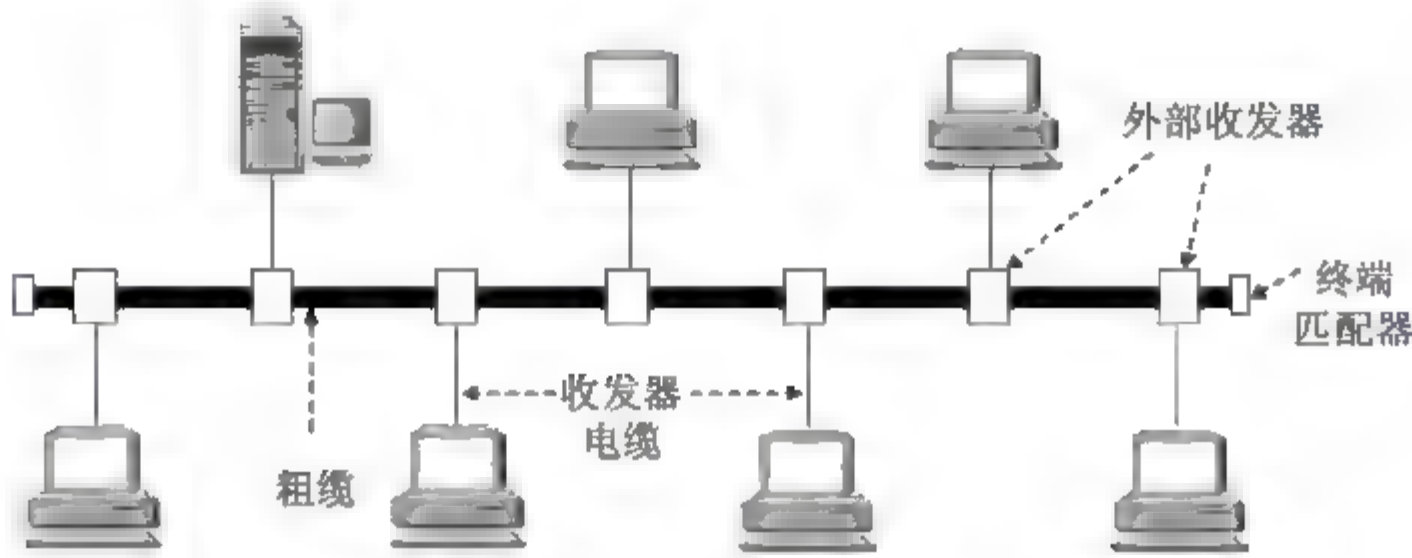 外部收发器
终端
匹配器
收发器
电缆
粗缆